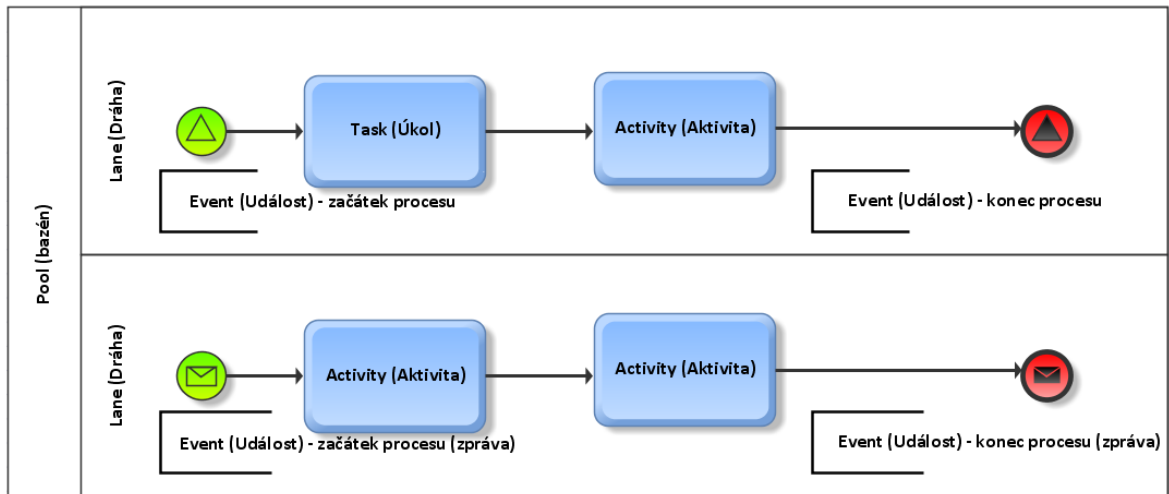 Pool (bazén)
Lane (Dráha)
Task (Úkol)
Activity (Aktivita)
Event (Událost) - začátek procesu
Event (Událost) - konec procesu
Lane (Dráha)
Activity (Aktivita)
Activity (Aktivita)
Event (Událost) - začátek procesu (zpráva)
Event (Událost) - konec procesu (zpráva)